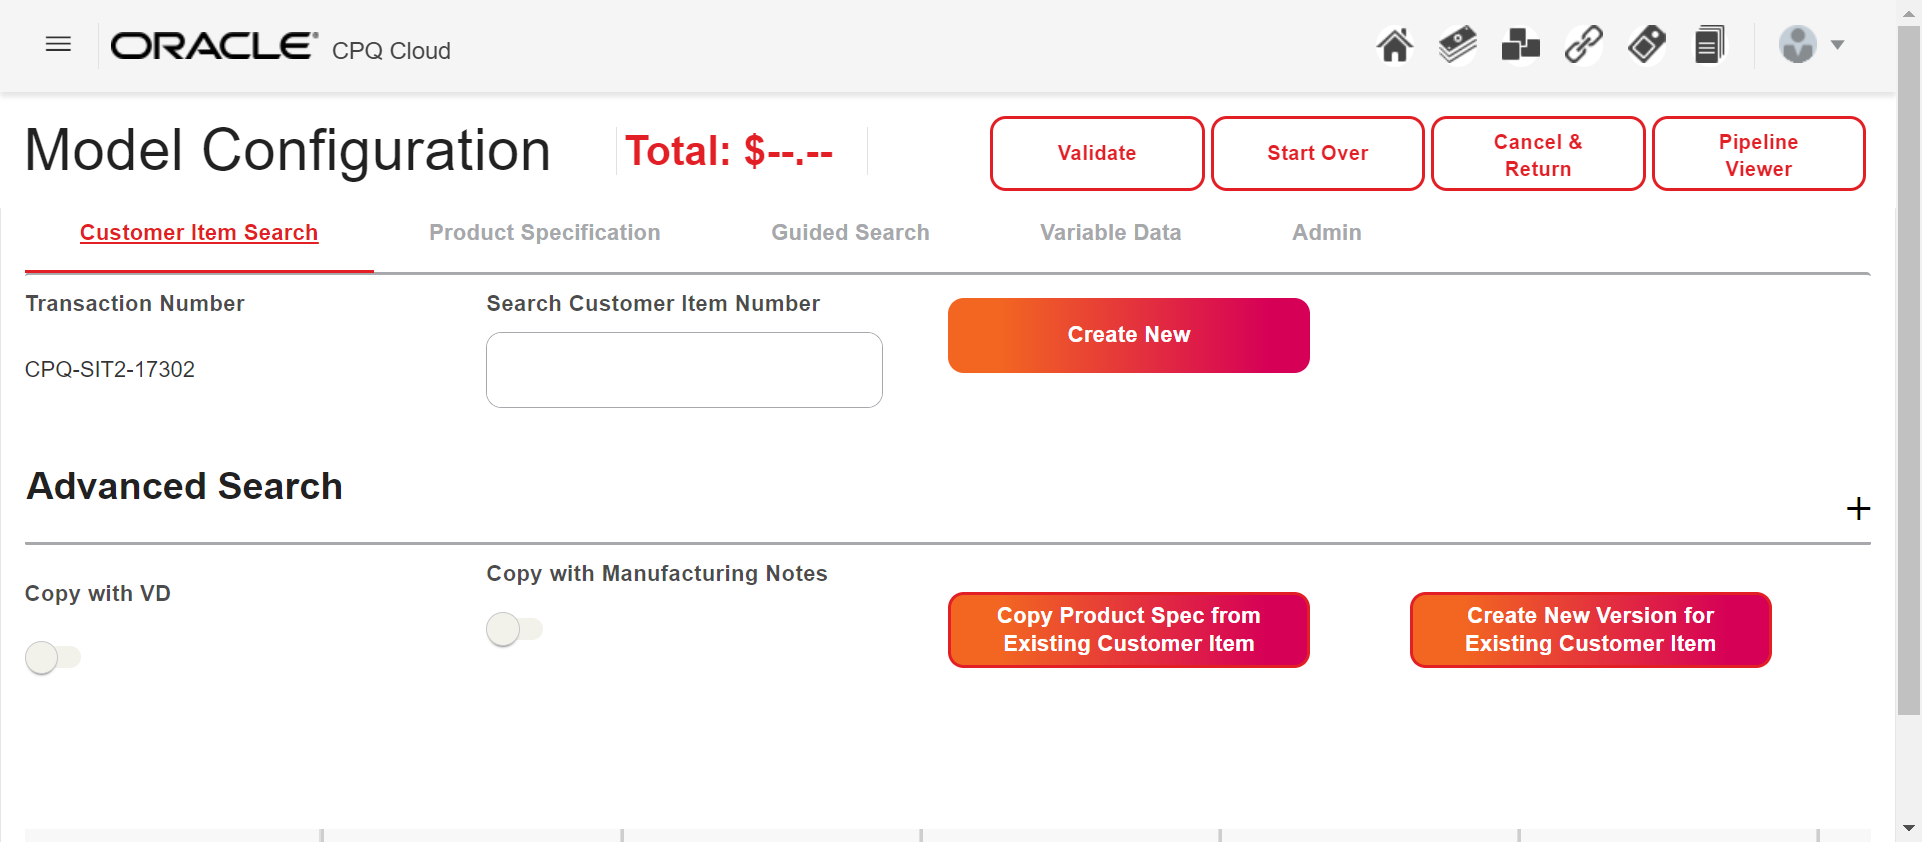 ORACLE® CPQ Cloud
Model Configuration
Total: $--.--
Validate
Start Over
Cancel &
Return
Pipeline
Viewer
Customer Item Search
Product Specification
Guided Search
Variable Data
Admin
Transaction Number
Search Customer Item Number
Create New
CPQ-SIT2-17302
Advanced Search
+
Copy with VD
Copy with Manufacturing Notes
Copy Product Spec from
Existing Customer Item
Create New Version for
Existing Customer Item